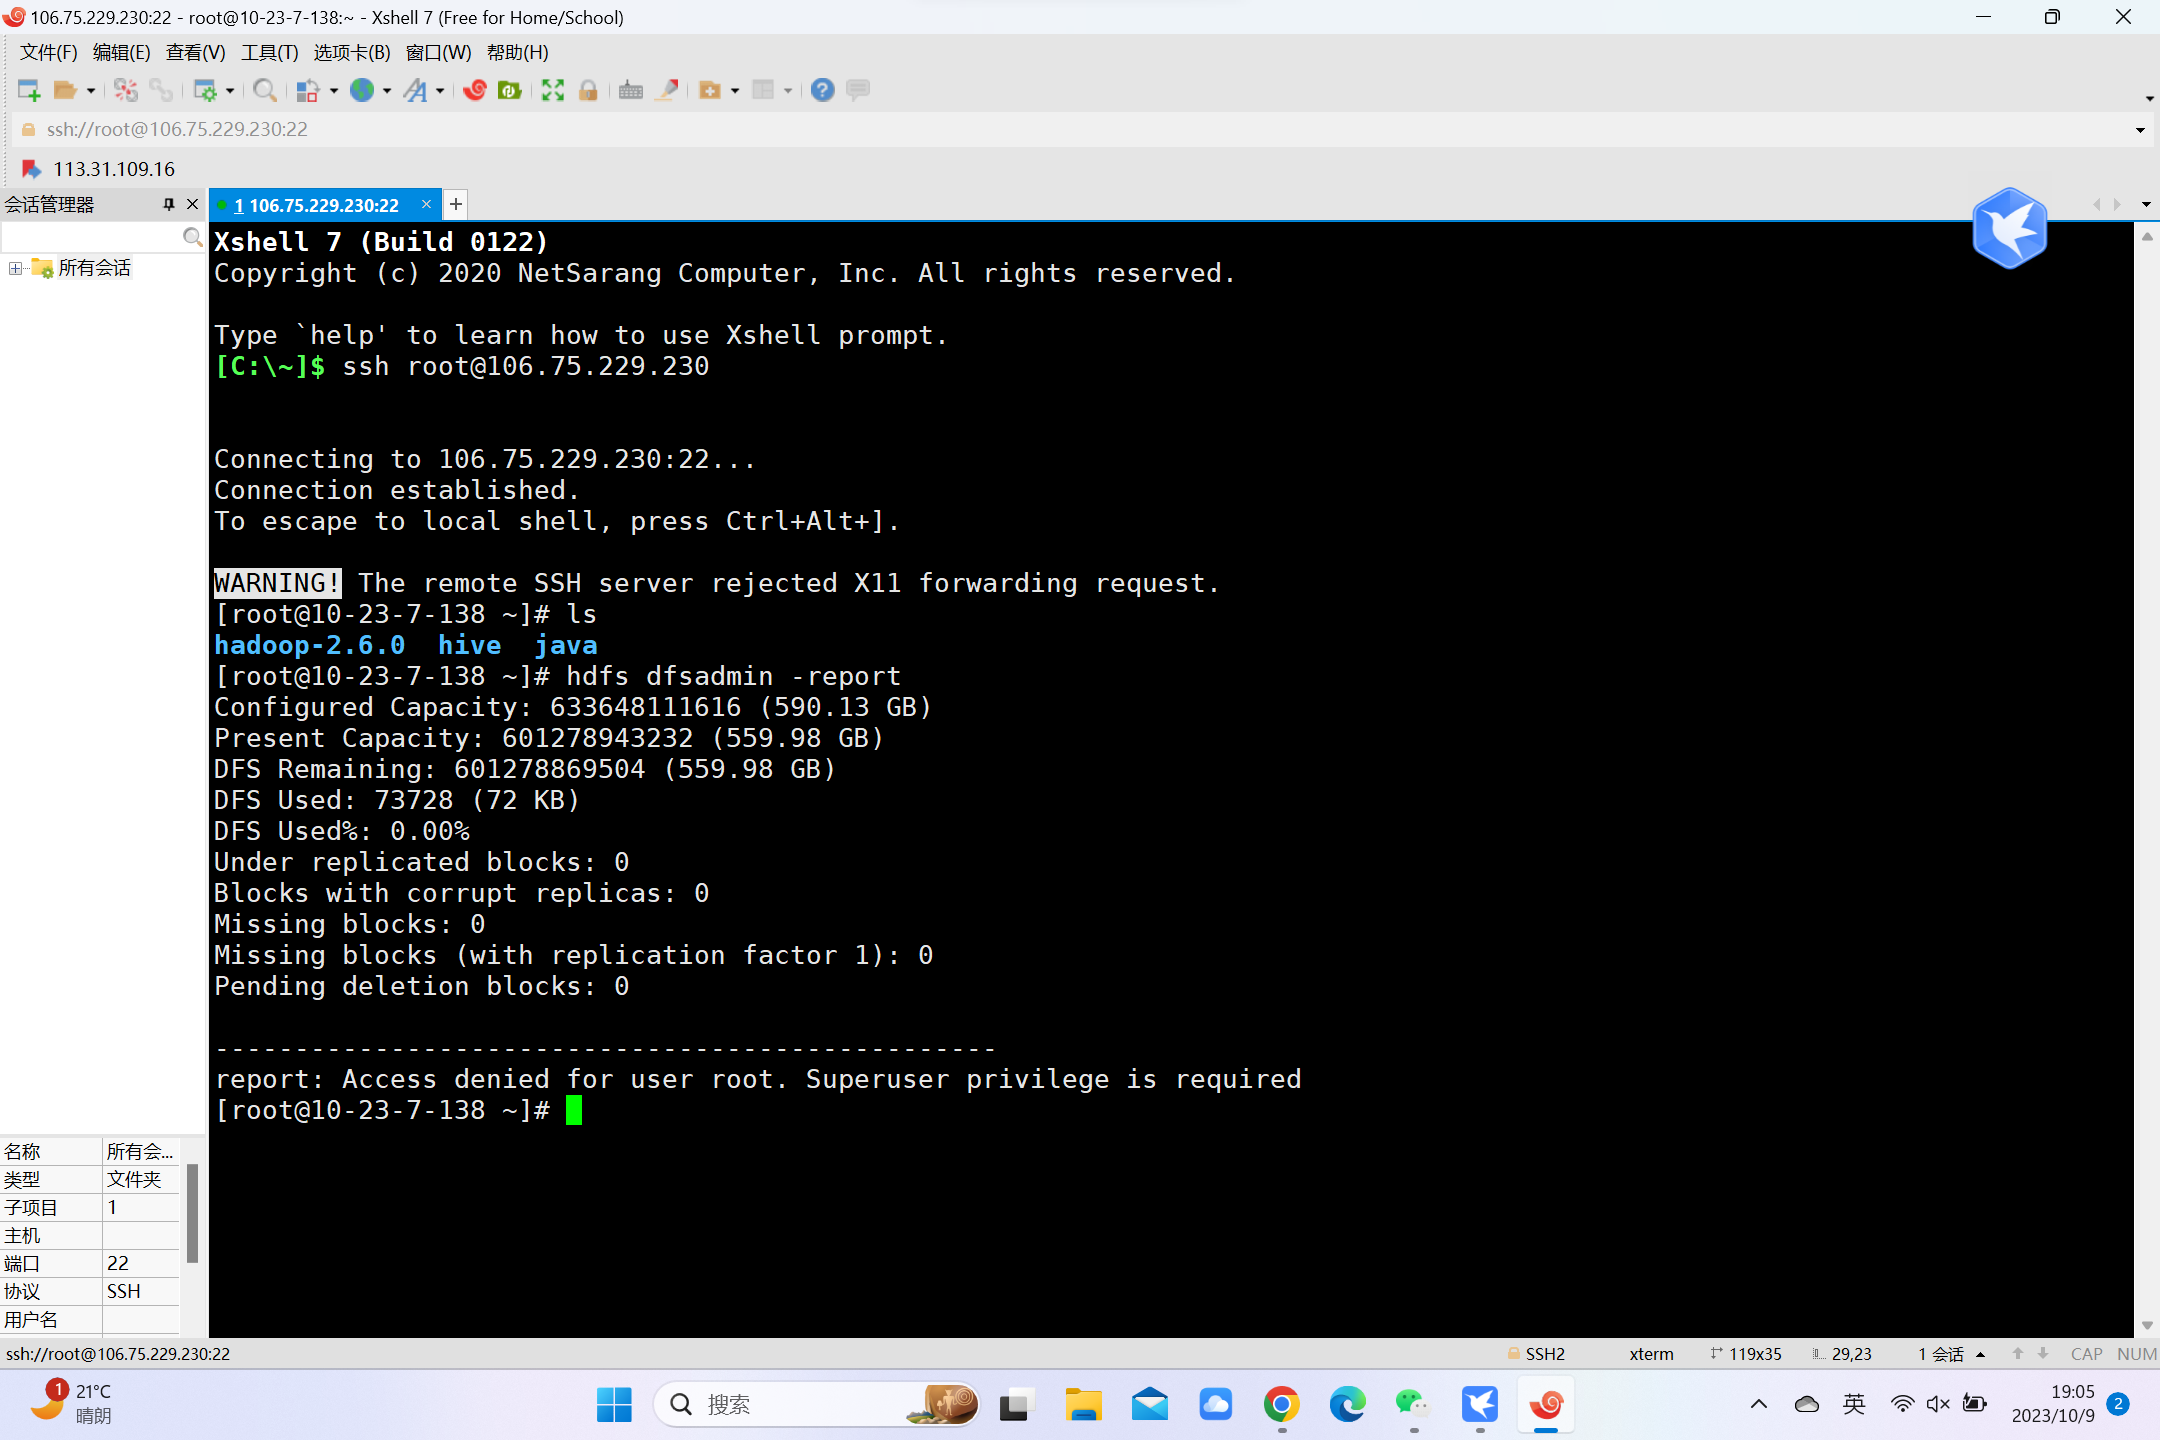 106.75.229.230:22 - root@10-23-7-138:~ - Xshell 7 (Free for Home/School)
文件(F) 编辑(E) 查看(V) 工具(T) 选项卡(B) 窗口(W) 帮助(H)
ssh://root@106.75.229.230:22
113.31.109.16
会话管理器
1 106.75.229.230:22
所有会话
Xshell 7 (Build 0122)
Copyright (c) 2020 NetSarang Computer, Inc. All rights reserved.
Type `help' to learn how to use Xshell prompt.
[C:\~]$ ssh root@106.75.229.230
Connecting to 106.75.229.230:22...
Connection established.
To escape to local shell, press Ctrl+Alt+].
WARNING! The remote SSH server rejected X11 forwarding request.
[root@10-23-7-138 ~]# ls
hadoop-2.6.0  hive  java
[root@10-23-7-138 ~]# hdfs dfsadmin -report
Configured Capacity: 633648111616 (590.13 GB)
Present Capacity: 601278943232 (559.98 GB)
DFS Remaining: 601278869504 (559.98 GB)
DFS Used: 73728 (72 KB)
DFS Used%: 0.00%
Under replicated blocks: 0
Blocks with corrupt replicas: 0
Missing blocks: 0
Missing blocks (with replication factor 1): 0
Pending deletion blocks: 0
-------------------------------------------------
report: Access denied for user root. Superuser privilege is required
[root@10-23-7-138 ~]#
名称 所有会...
类型 文件夹
子项目 1
主机
端口 22
协议 SSH
用户名
ssh://root@106.75.229.230:22 SSH2 xterm 119x35 29,23 1 会话 CAP NUM
1 21°C
晴朗
搜索
英
19:05
2023/10/9
2